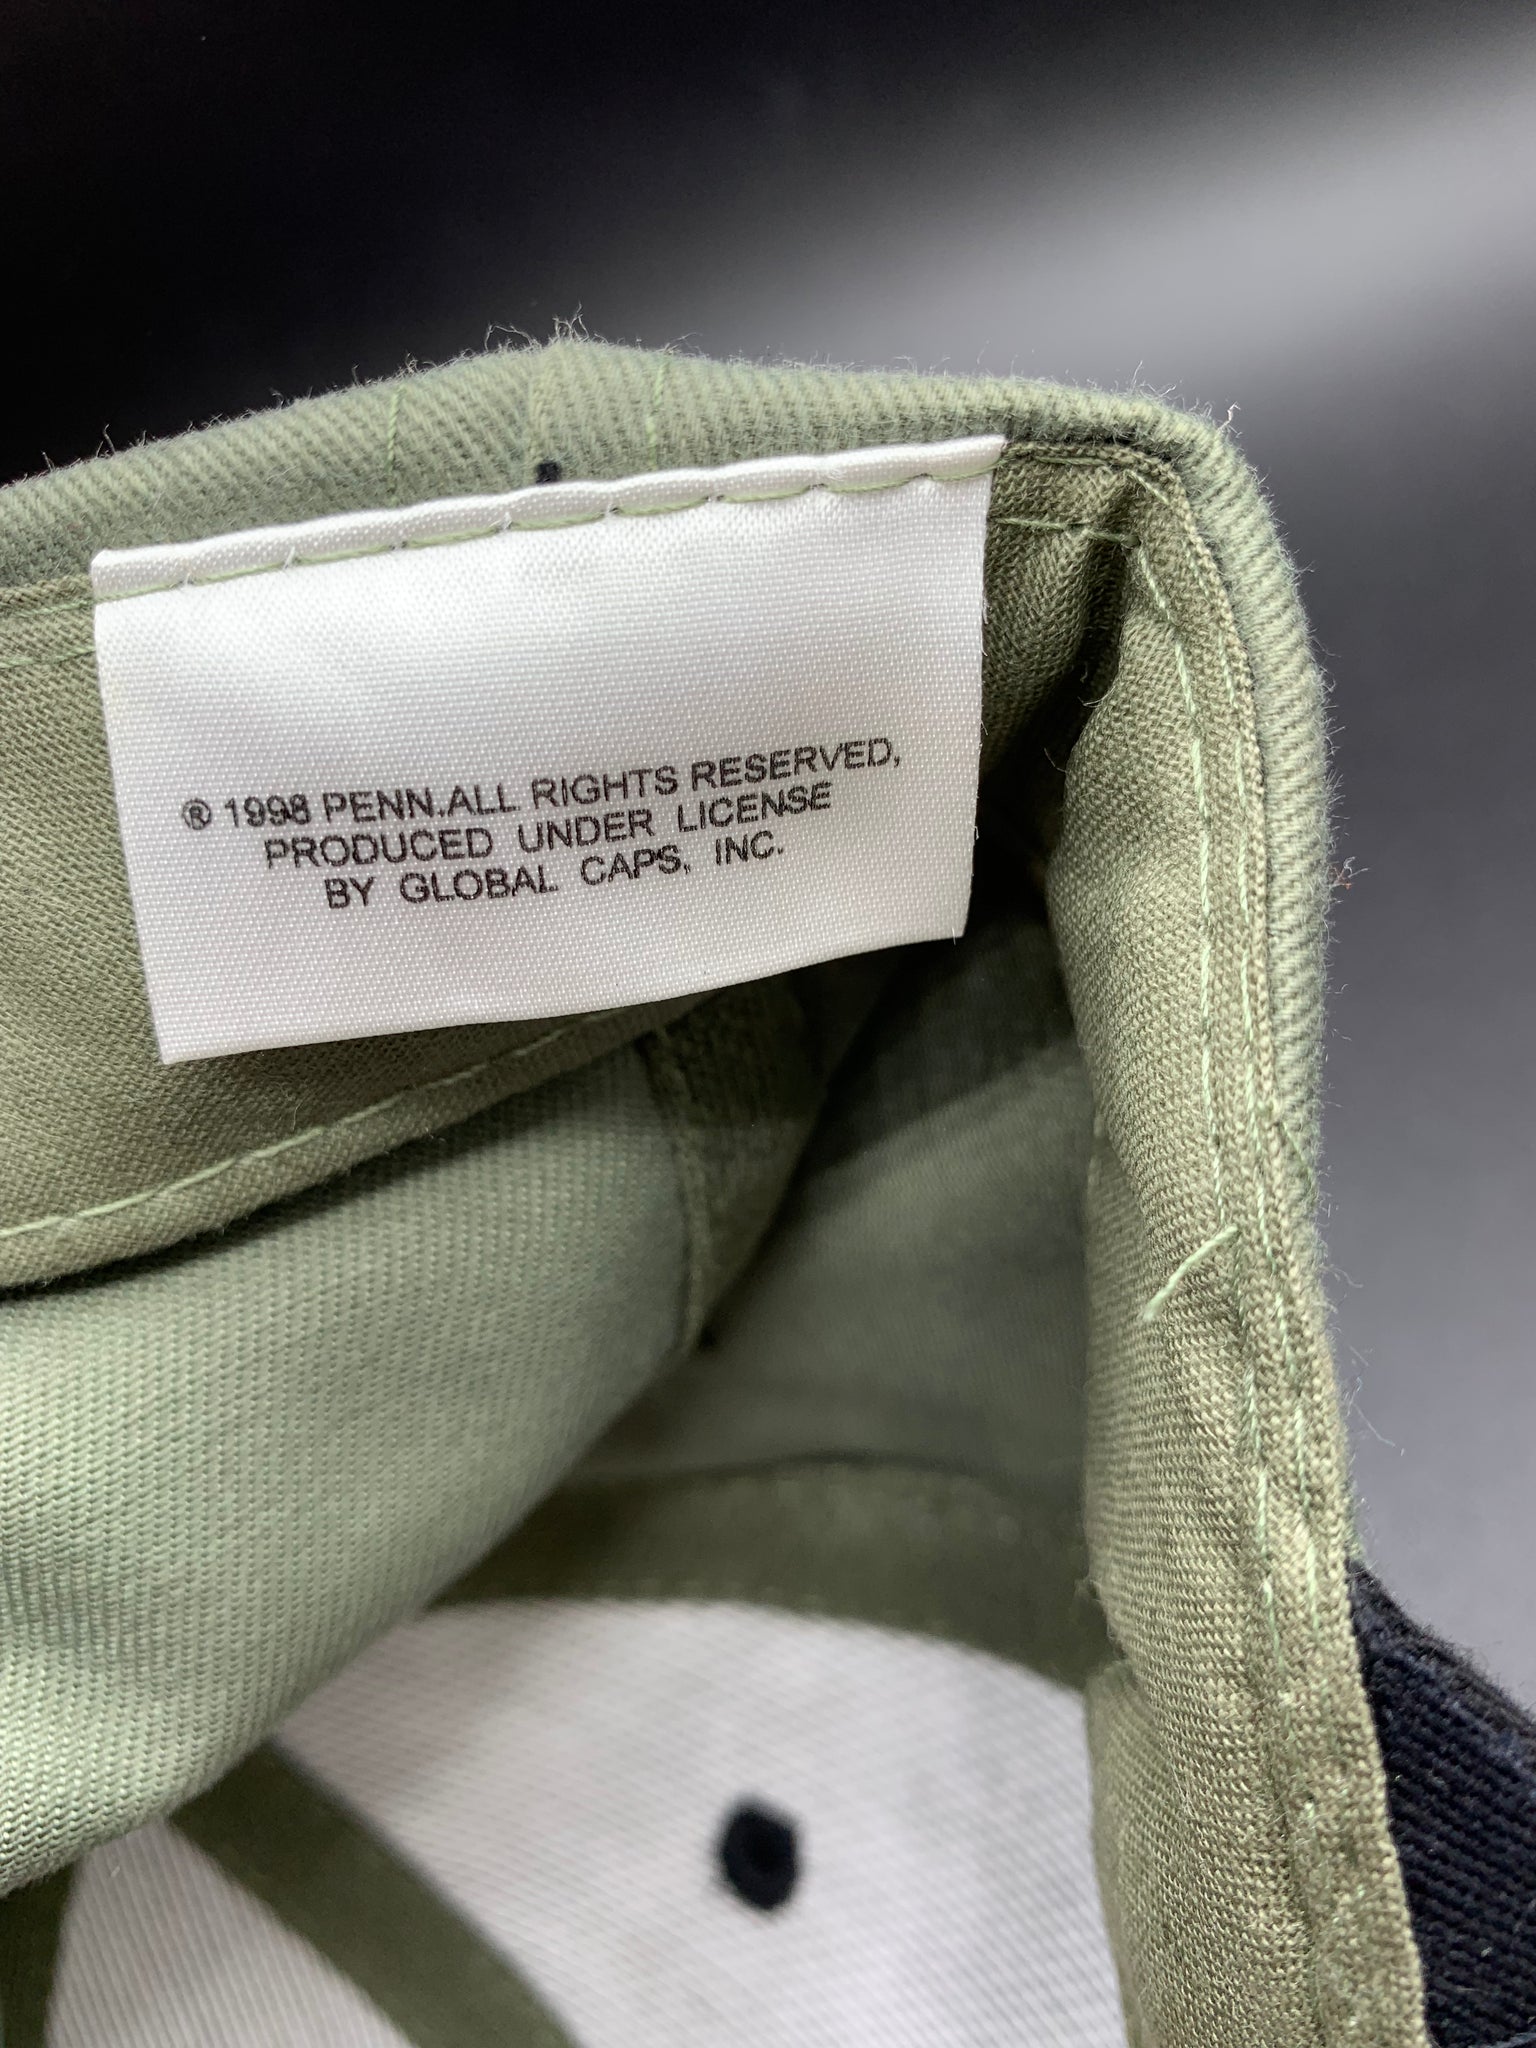 ® 1998 PENN.ALL RIGHTS RESERVED,
PRODUCED UNDER LICENSE
BY GLOBAL CAPS, INC.